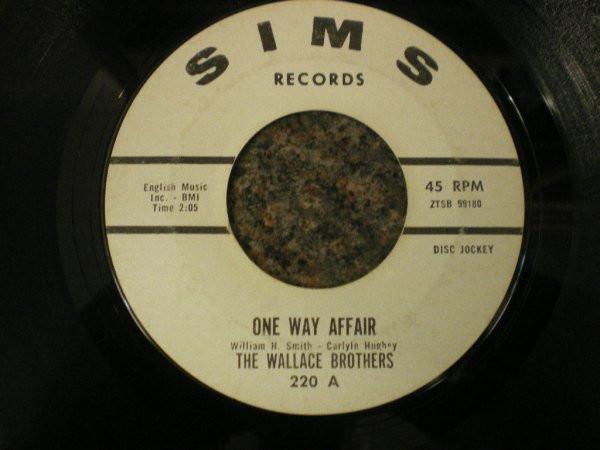 SIMS
RECORDS
English Music
Inc. - BMI
Time 2:05
45 RPM
ZTSB 99180
DISC JOCKEY
ONE WAY AFFAIR
William H. Smith - Carlyle Hughey
THE WALLACE BROTHERS
220 A